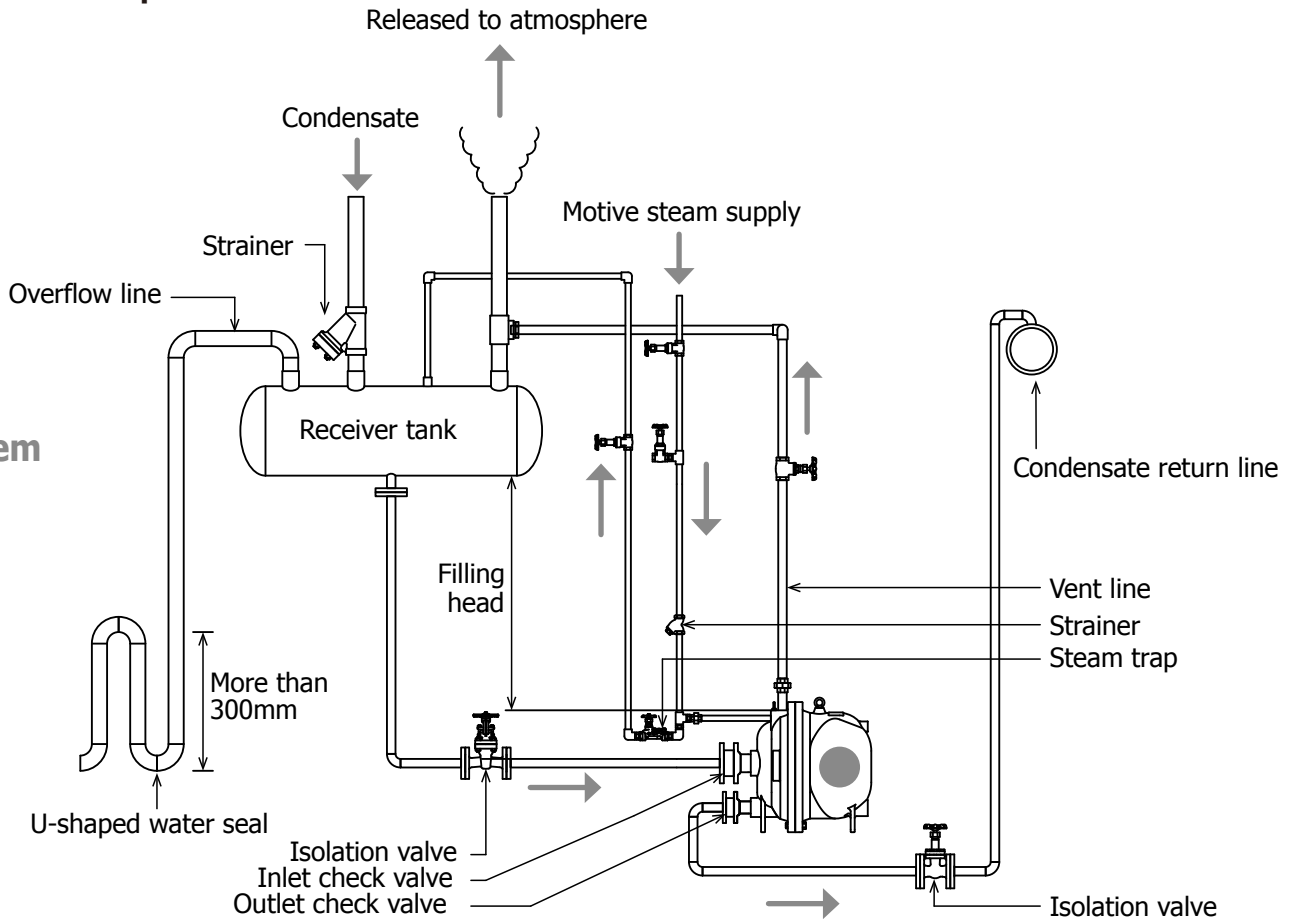 Released to atmosphere
Condensate
Motive steam supply
Strainer
Overflow line
Receiver tank
em
Condensate return line
Filling
head
Vent line
Strainer
Steam trap
More than
300mm
U-shaped water seal
Isolation valve
Inlet check valve
Outlet check valve
Isolation valve